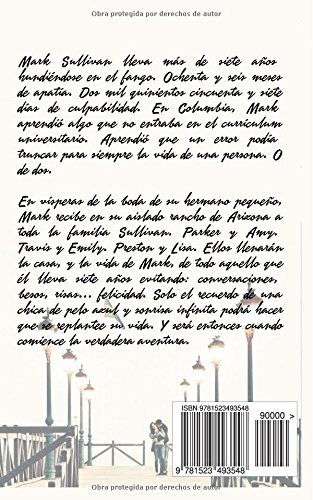 Obra protegida por derechos de autor
Mark Sullivan lleva más de siete años
hundiéndose en el fango. Ochenta y seis meses
de apatía. Dos mil quinientos cincuenta y siete
días de culpabilidad. En Columbia, Mark
aprendió algo que no entraba en el curriculum
universitario. Aprendió que un error podía
truncar para siempre la vida de una persona. O
de dos.
En vísperas de la boda de su hermano pequeño,
Mark recibe en su aislado rancho de Arizona a
toda la familia Sullivan. Parker y Amy.
Travis y Emily. Preston y Lisa. Ellos llenarán
la casa, y la vida de Mark, de todo aquello que
él lleva siete años evitando: conversaciones,
besos, risas... felicidad. Solo el recuerdo de una
chica de pelo azul y sonrisa infinita podrá hacer
que se replantee su vida. Y será entonces cuando
comience la verdadera aventura.
ISBN 9781523493548
90000 >
9 781523 493548
Obra protegida por derechos de autor